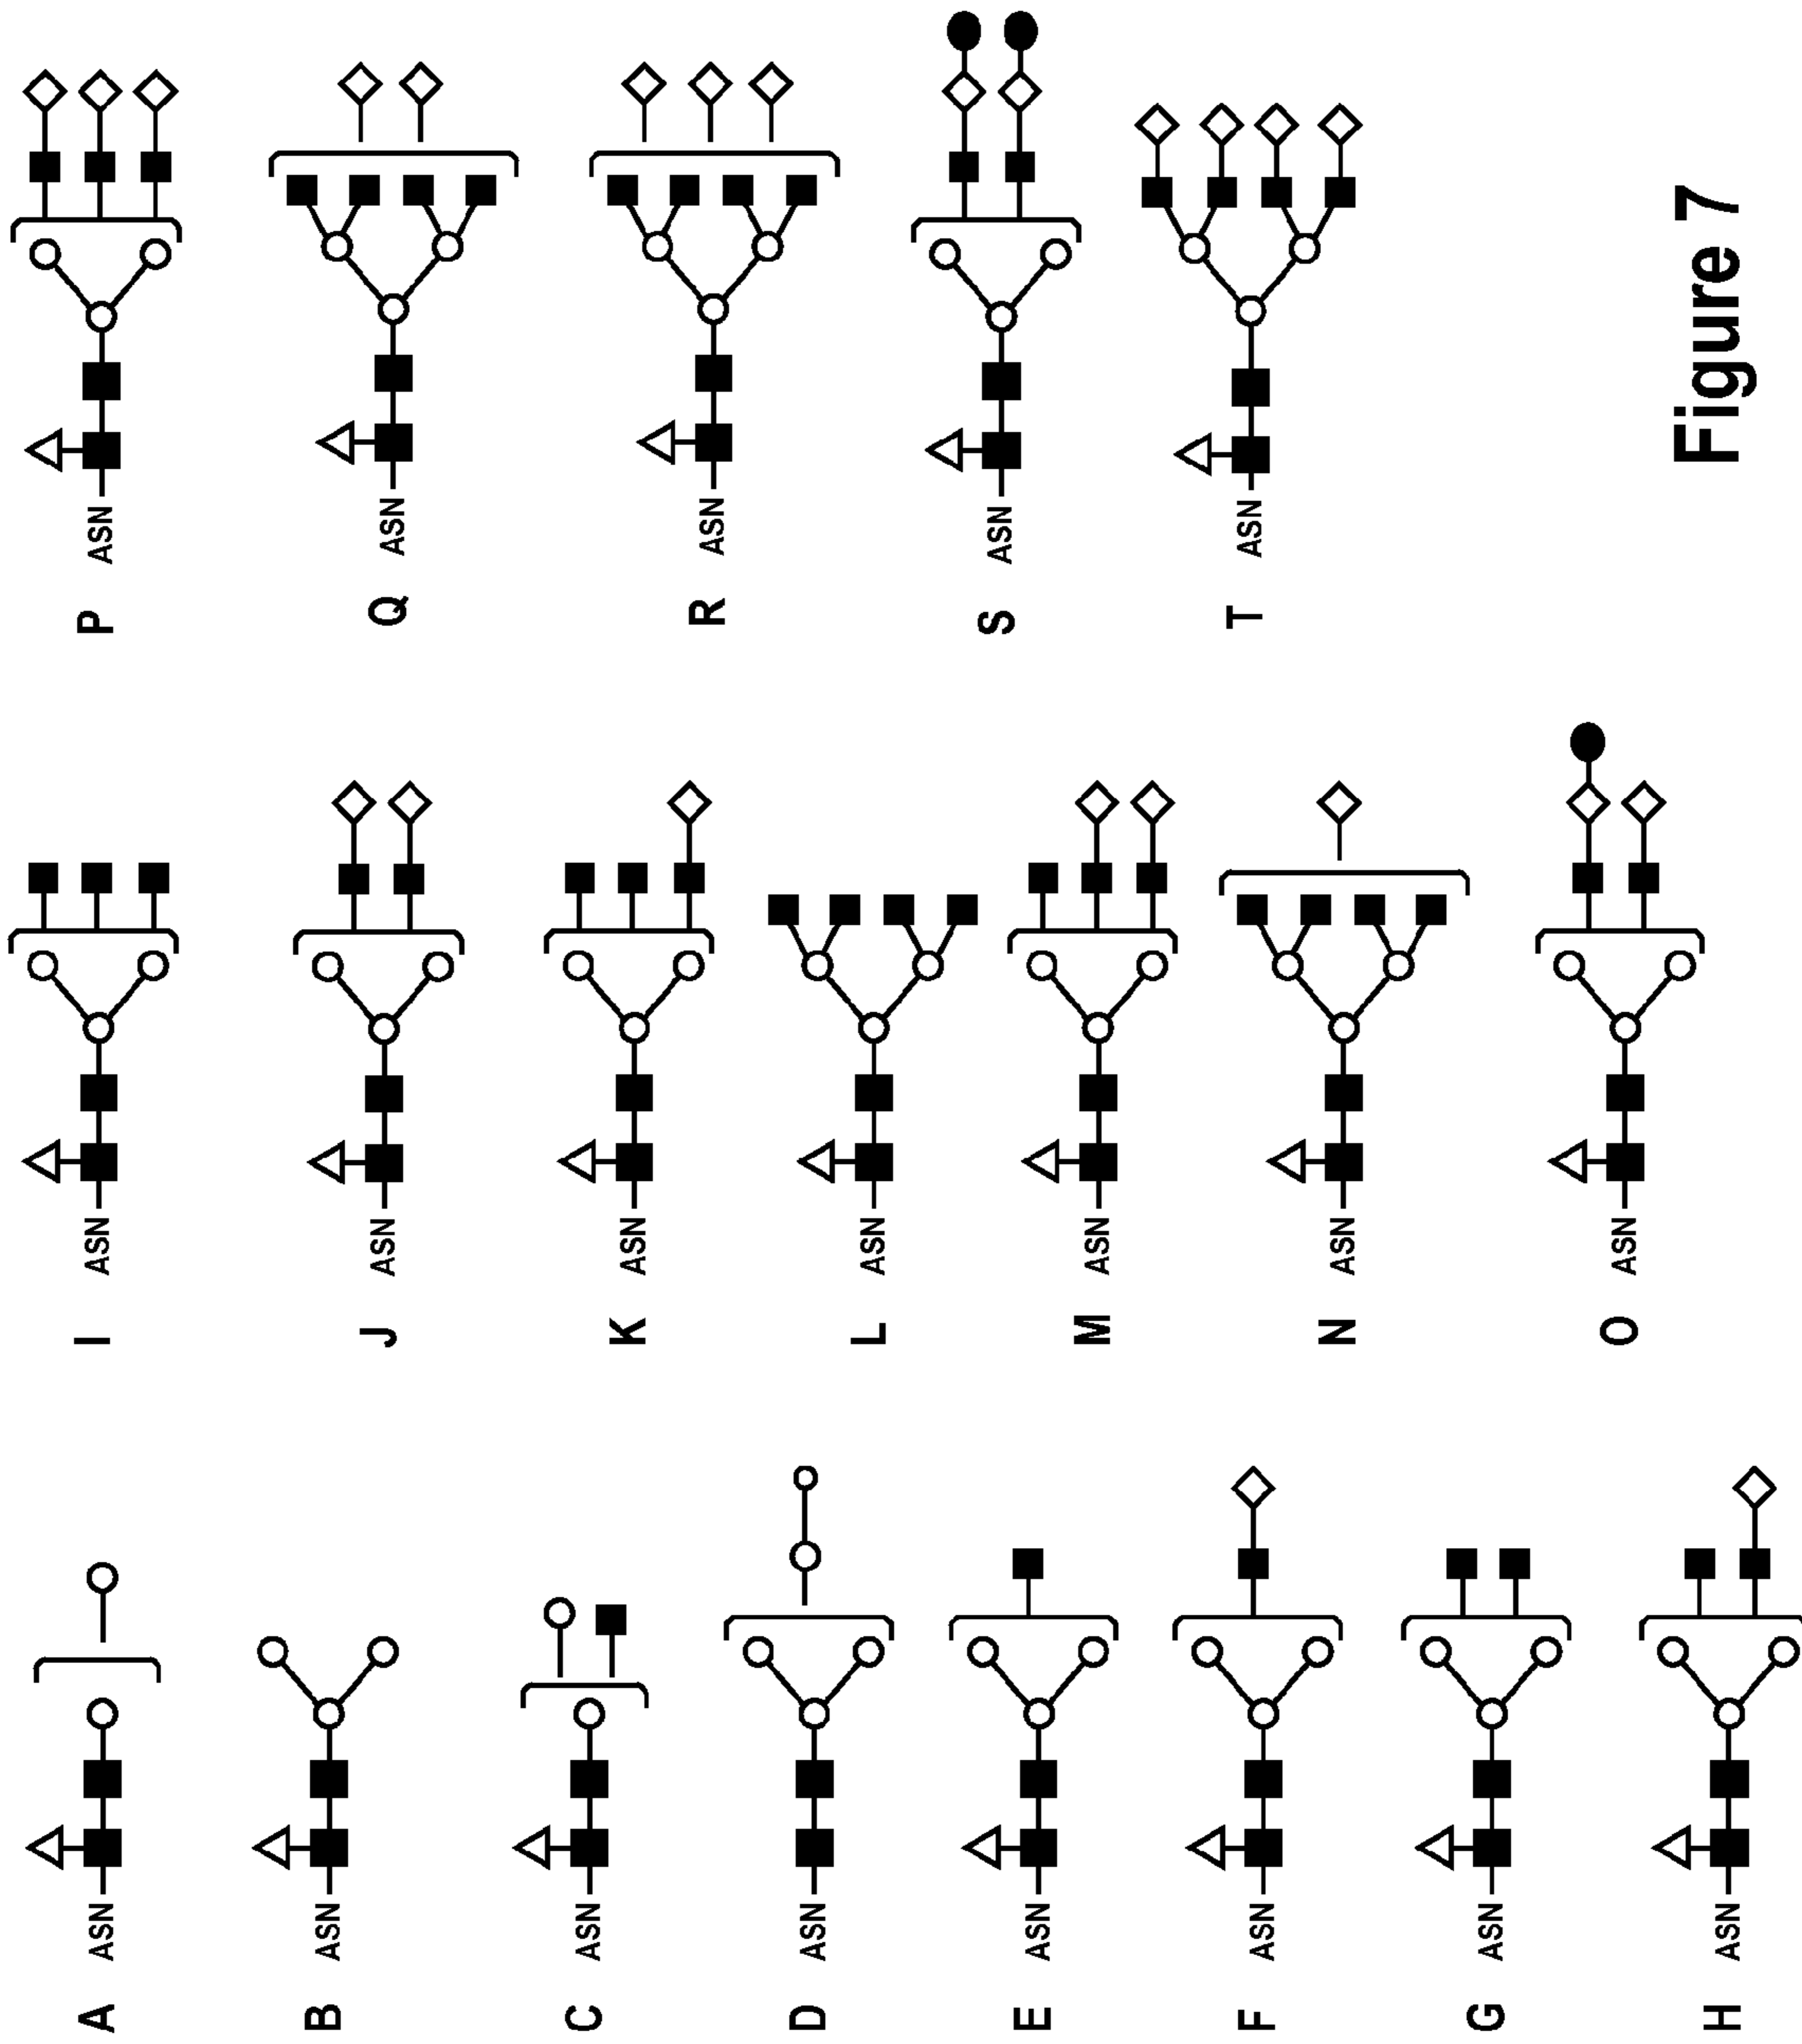 A ASN
B ASN
C ASN
D ASN
E ASN
F ASN
G ASN
H ASN
I ASN
J ASN
K ASN
L ASN
M ASN
N ASN
O ASN
P ASN
Q ASN
R ASN
S ASN
T ASN
Figure 7